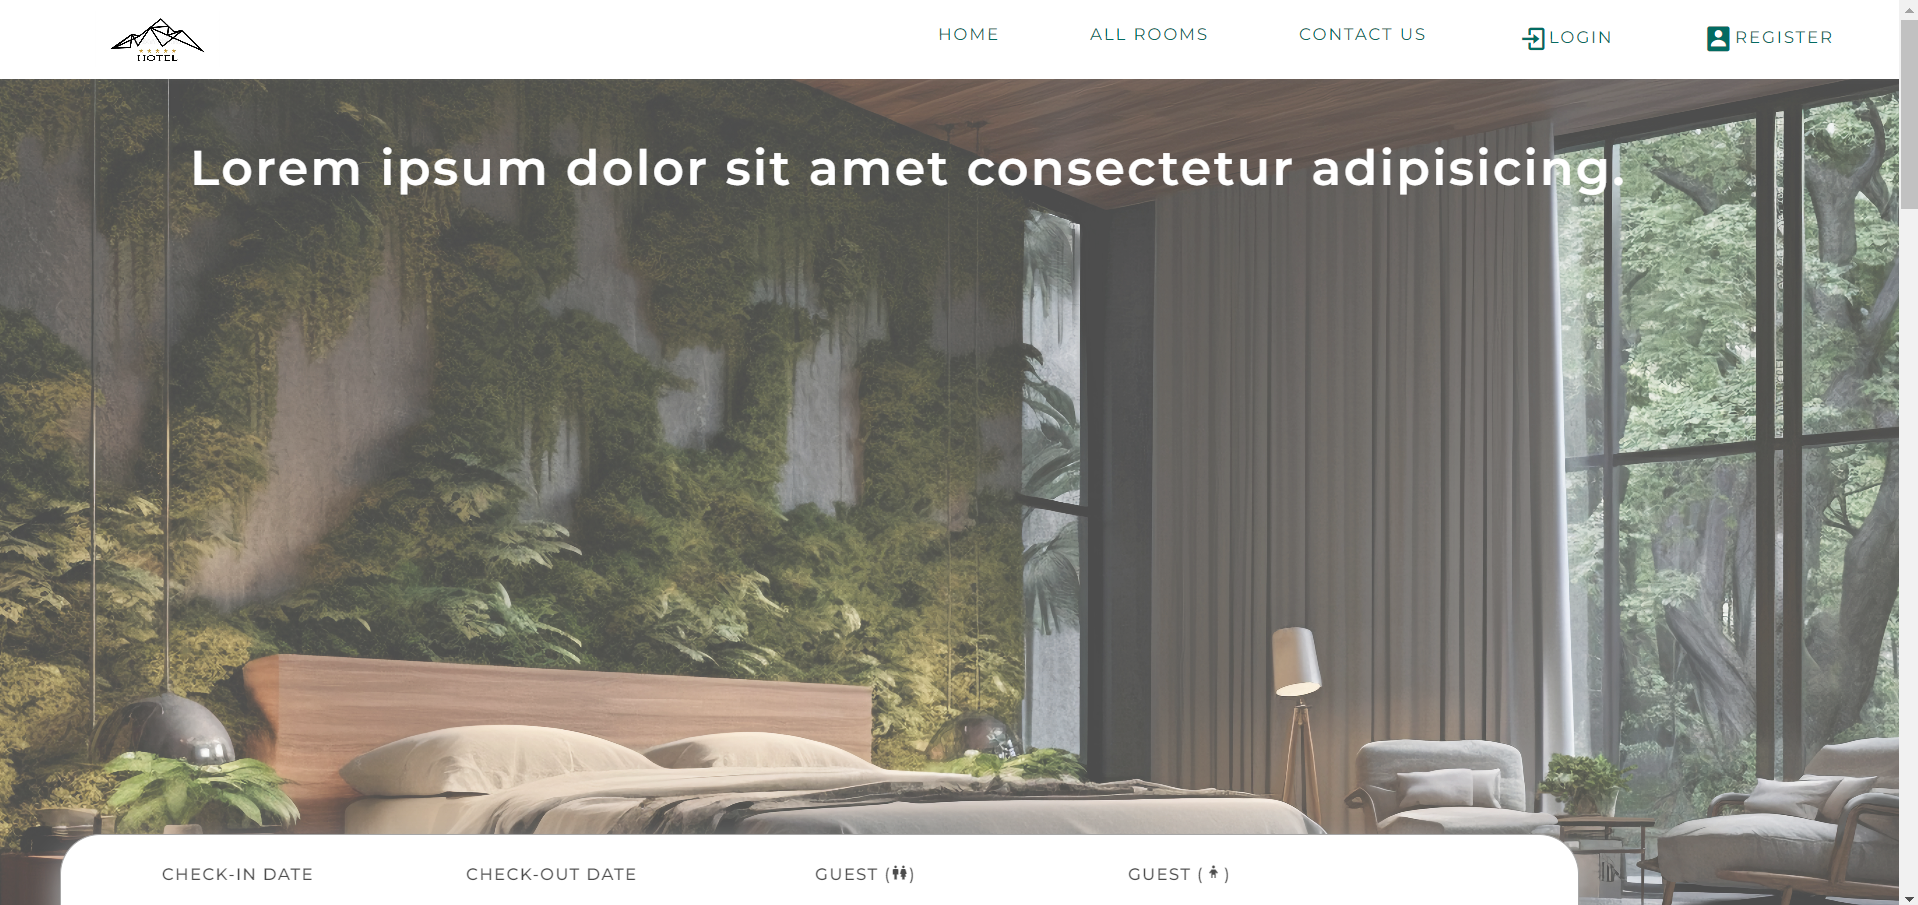 HOTEL
HOME
ALL ROOMS
CONTACT US
LOGIN
REGISTER
Lorem ipsum dolor sit amet consectetur adipisicing.
CHECK-IN DATE
CHECK-OUT DATE
GUEST ( )
GUEST ( )